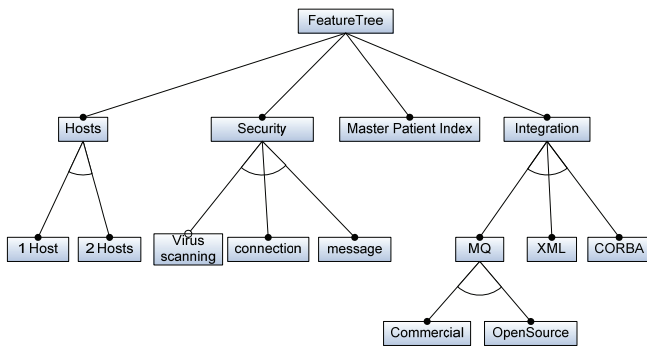 FeatureTree
Hosts
Security
Master Patient Index
Integration
1 Host
2 Hosts
Virus
scanning
connection
message
MQ
XML
CORBA
Commercial
OpenSource